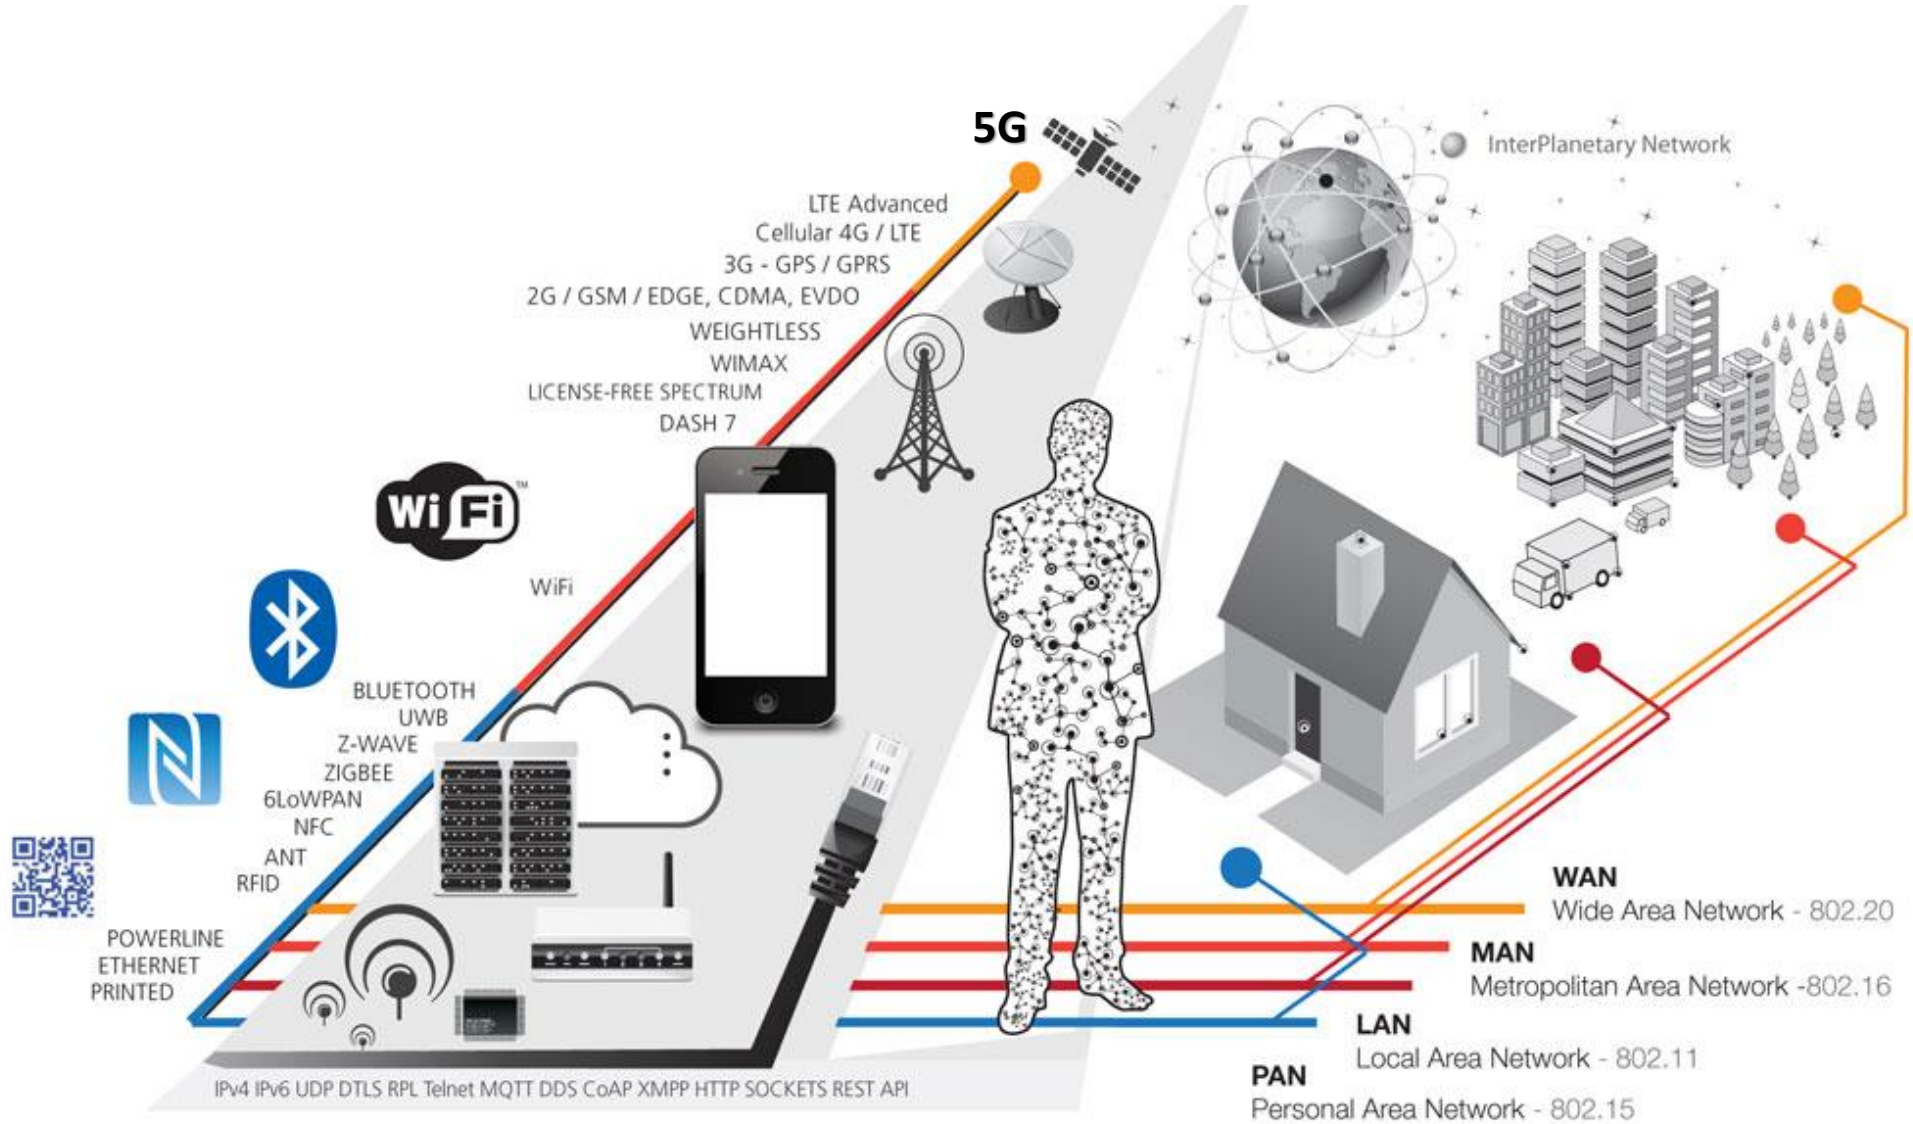 5G
InterPlanetary Network
LTE Advanced
Cellular 4G / LTE
3G - GPS / GPRS
2G / GSM / EDGE, CDMA, EVDO
WEIGHTLESS
WIMAX
LICENSE-FREE SPECTRUM
DASH 7
WiFi™
WiFi
BLUETOOTH
UWB
Z-WAVE
ZIGBEE
6LoWPAN
NFC
ANT
RFID
POWERLINE
ETHERNET
PRINTED
WAN
Wide Area Network - 802.20
MAN
Metropolitan Area Network -802.16
LAN
Local Area Network - 802.11
PAN
Personal Area Network - 802.15
IPv4 IPv6 UDP DTLS RPL Telnet MQTT DDS CoAP XMPP HTTP SOCKETS REST API